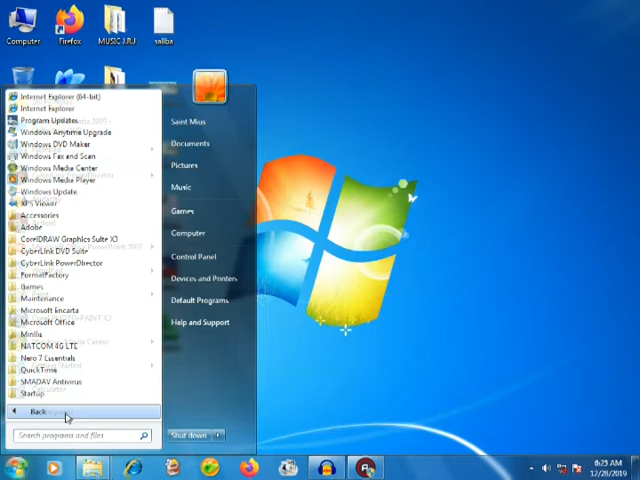 Computer
Firefox
MUSIC J.R.J
saliba
Internet Explorer (64-bit)
Internet Explorer
Program Updates
Windows Anytime Upgrade
Windows DVD Maker
Windows Fax and Scan
Windows Media Center
Windows Media Player
Windows Update
XPS Viewer
Accessories
Adobe
CorelDRAW Graphics Suite X3
CyberLink DVD Suite
CyberLink PowerDirector
FormatFactory
Games
Maintenance
Microsoft Encarta
Microsoft Office
NATCOM 4G LTE
Nero 7 Essentials
QuickTime
SMADAV Antivirus
Startup
Back
Search programs and files
Saint Mius
Documents
Pictures
Music
Games
Computer
Control Panel
Devices and Printers
Default Programs
Help and Support
Shut down
6:25 AM
12/28/2019